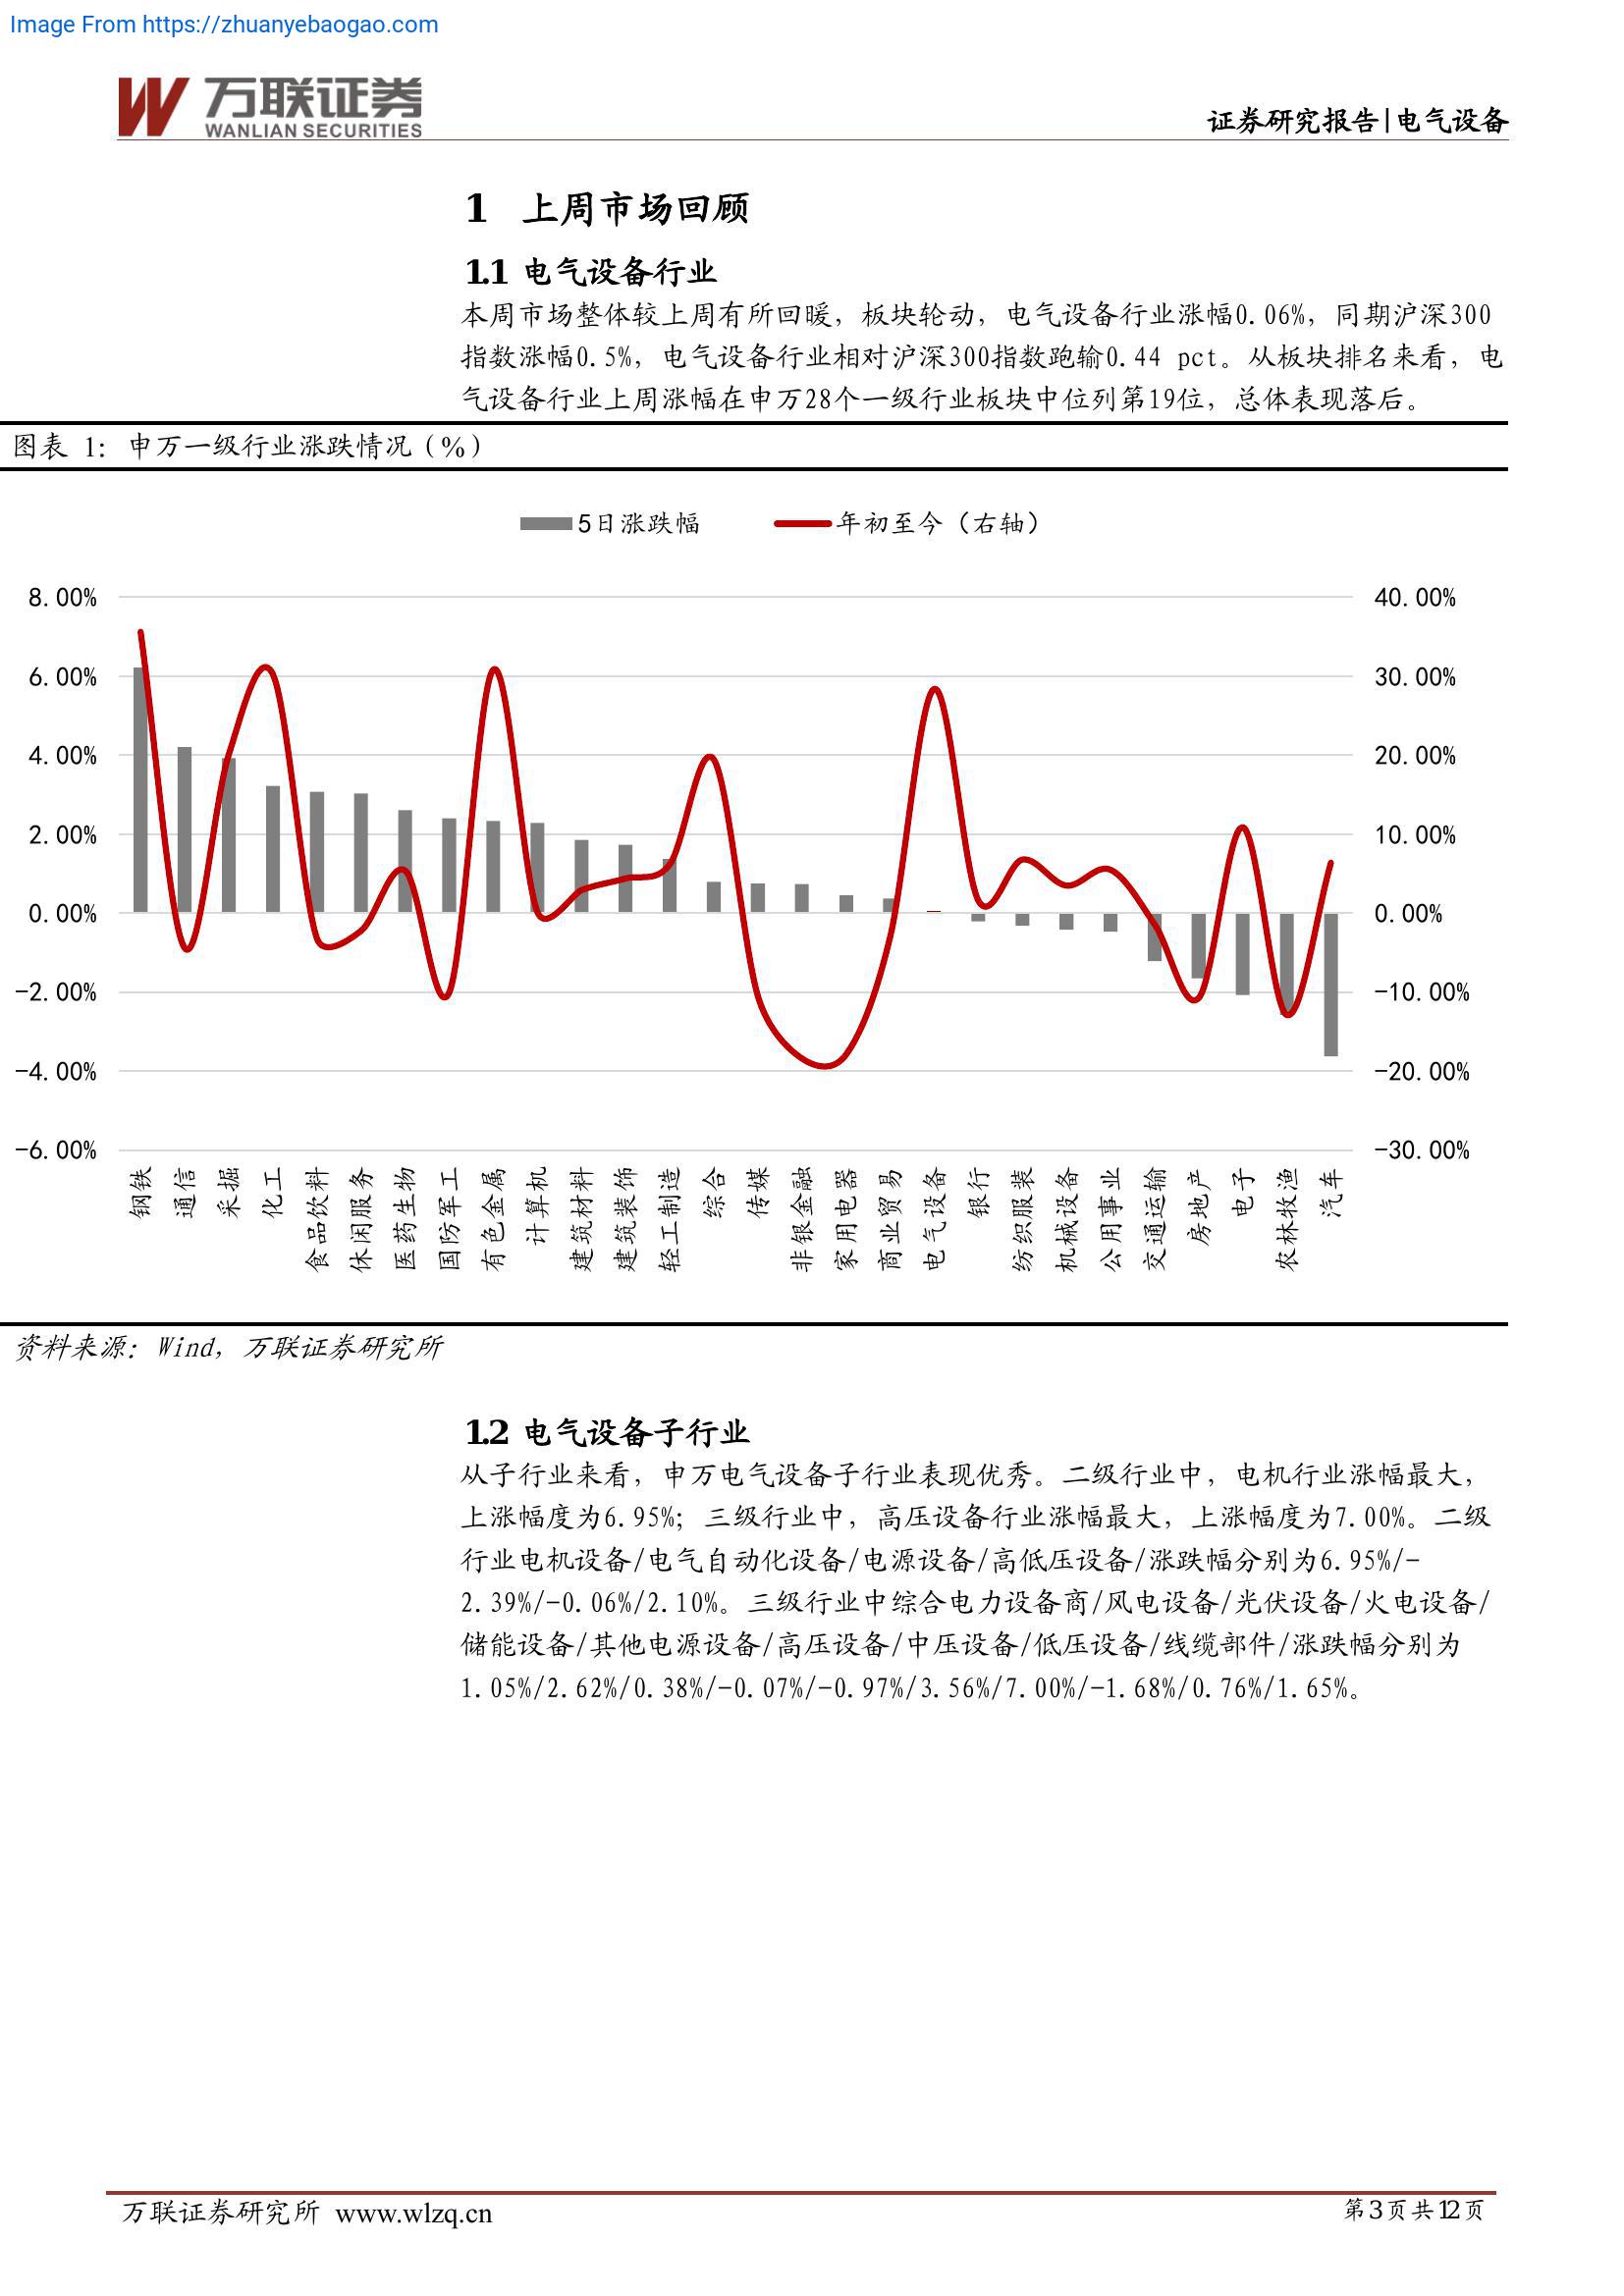 Image From https://zhuanyebaogao.com
万联证券
WANLIAN SECURITIES
证券研究报告|电气设备
1 上周市场回顾
1.1 电气设备行业
本周市场整体较上周有所回暖，板块轮动，电气设备行业涨幅0.06%，同期沪深300
指数涨幅0.5%，电气设备行业相对沪深300指数跑输0.44 pct。从板块排名来看，电
气设备行业上周涨幅在申万28个一级行业板块中位列第19位，总体表现落后。
图表 1：申万一级行业涨跌情况（%）
5日涨跌幅 年初至今（右轴）
8.00% 40.00%
6.00% 30.00%
4.00% 20.00%
2.00% 10.00%
0.00% 0.00%
-2.00% -10.00%
-4.00% -20.00%
-6.00% -30.00%
钢铁
通信
采掘
化工
食品饮料
休闲服务
医药生物
国防军工
有色金属
计算机
建筑材料
建筑装饰
轻工制造
综合
传媒
非银金融
家用电器
商业贸易
电气设备
银行
纺织服装
机械设备
公用事业
交通运输
房地产
电子
农林牧渔
汽车
资料来源：Wind，万联证券研究所
1.2 电气设备子行业
从子行业来看，申万电气设备子行业表现优秀。二级行业中，电机行业涨幅最大，
上涨幅度为6.95%；三级行业中，高压设备行业涨幅最大，上涨幅度为7.00%。二级
行业电机设备/电气自动化设备/电源设备/高低压设备/涨跌幅分别为6.95%/-
2.39%/-0.06%/2.10%。三级行业中综合电力设备商/风电设备/光伏设备/火电设备/
储能设备/其他电源设备/高压设备/中压设备/低压设备/线缆部件/涨跌幅分别为
1.05%/2.62%/0.38%/-0.07%/-0.97%/3.56%/7.00%/-1.68%/0.76%/1.65%。
万联证券研究所 www.wlzq.cn
第3页共12页